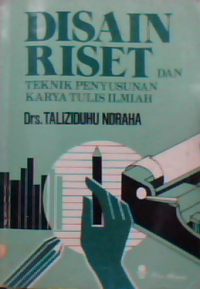 DISAIN
RISET DAN
TEKNIK PENYUSUNAN
KARYA TULIS ILMIAH
Drs. TALIZIDUHU NDRAHA